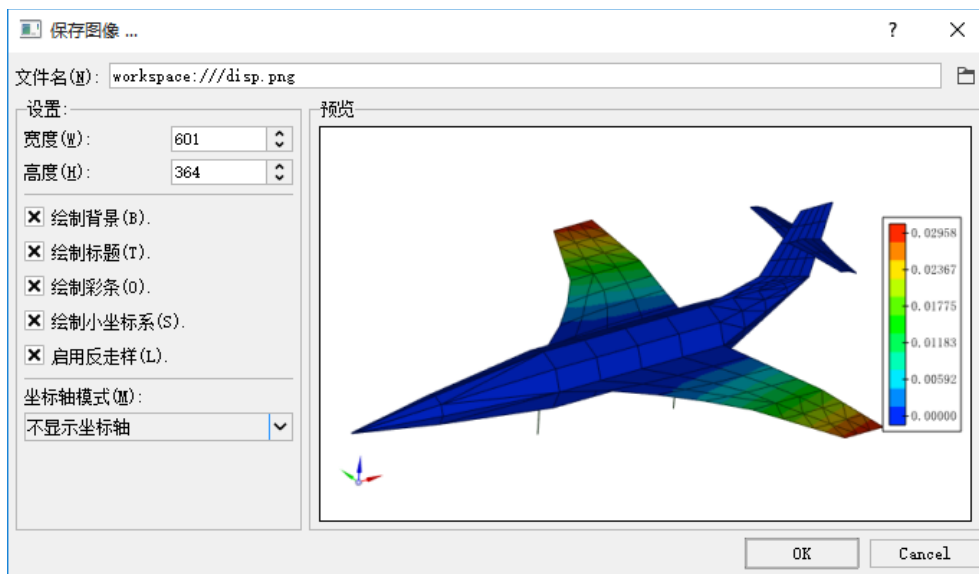 保存图像 ...
?
文件名(N): workspace:///disp.png
设置:
宽度(W): 601
高度(H): 364
绘制背景(B).
绘制标题(T).
绘制彩条(O).
绘制小坐标系(S).
启用反走样(L).
坐标轴模式(M):
不显示坐标轴
预览
0.02958
0.02367
0.01775
0.01183
0.00592
0.00000
OK
Cancel